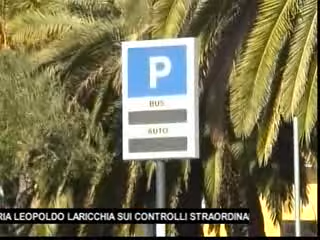 P
BUS
AUTO
RIA LEOPOLDO LARICCHIA SUI CONTROLLI STRAORDINA